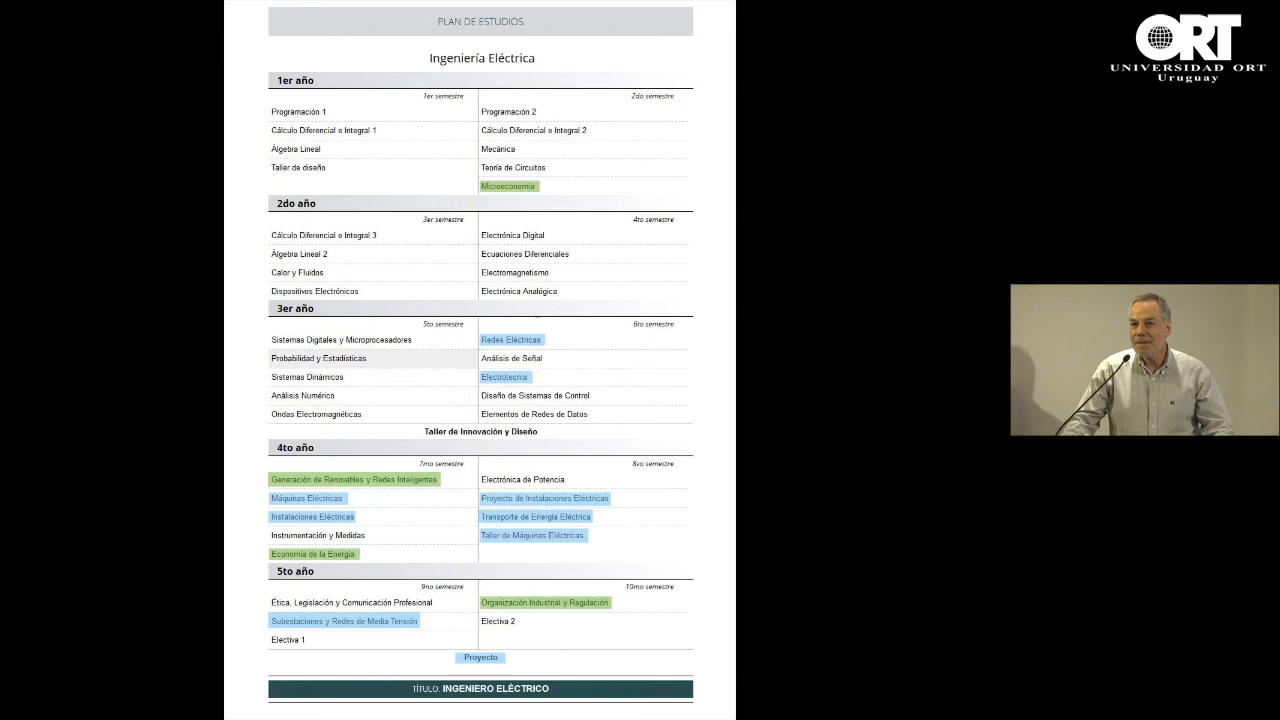 PLAN DE ESTUDIOS
Ingeniería Eléctrica
1er año
1er semestre
Programación 1
Cálculo Diferencial e Integral 1
Álgebra Lineal
Taller de diseño
2do semestre
Programación 2
Cálculo Diferencial e Integral 2
Mecánica
Teoría de Circuitos
Microeconomía
2do año
3er semestre
Cálculo Diferencial e Integral 3
Álgebra Lineal 2
Calor y Fluidos
Dispositivos Electrónicos
4to semestre
Electrónica Digital
Ecuaciones Diferenciales
Electromagnetismo
Electrónica Analógica
3er año
5to semestre
Sistemas Digitales y Microprocesadores
Probabilidad y Estadísticas
Sistemas Dinámicos
Análisis Numérico
Ondas Electromagnéticas
6to semestre
Redes Eléctricas
Análisis de Señal
Electrotecnia
Diseño de Sistemas de Control
Elementos de Redes de Datos
Taller de Innovación y Diseño
4to año
7mo semestre
Generación de Renovables y Redes Inteligentes
Máquinas Eléctricas
Instalaciones Eléctricas
Instrumentación y Medidas
Economía de la Energía
8vo semestre
Electrónica de Potencia
Proyecto de Instalaciones Eléctricas
Transporte de Energía Eléctrica
Taller de Máquinas Eléctricas
5to año
9no semestre
Ética, Legislación y Comunicación Profesional
Subestaciones y Redes de Media Tensión
Electiva 1
10mo semestre
Organización Industrial y Regulación
Electiva 2
Proyecto
TÍTULO: INGENIERO ELÉCTRICO
ORT
UNIVERSIDAD ORT
Uruguay